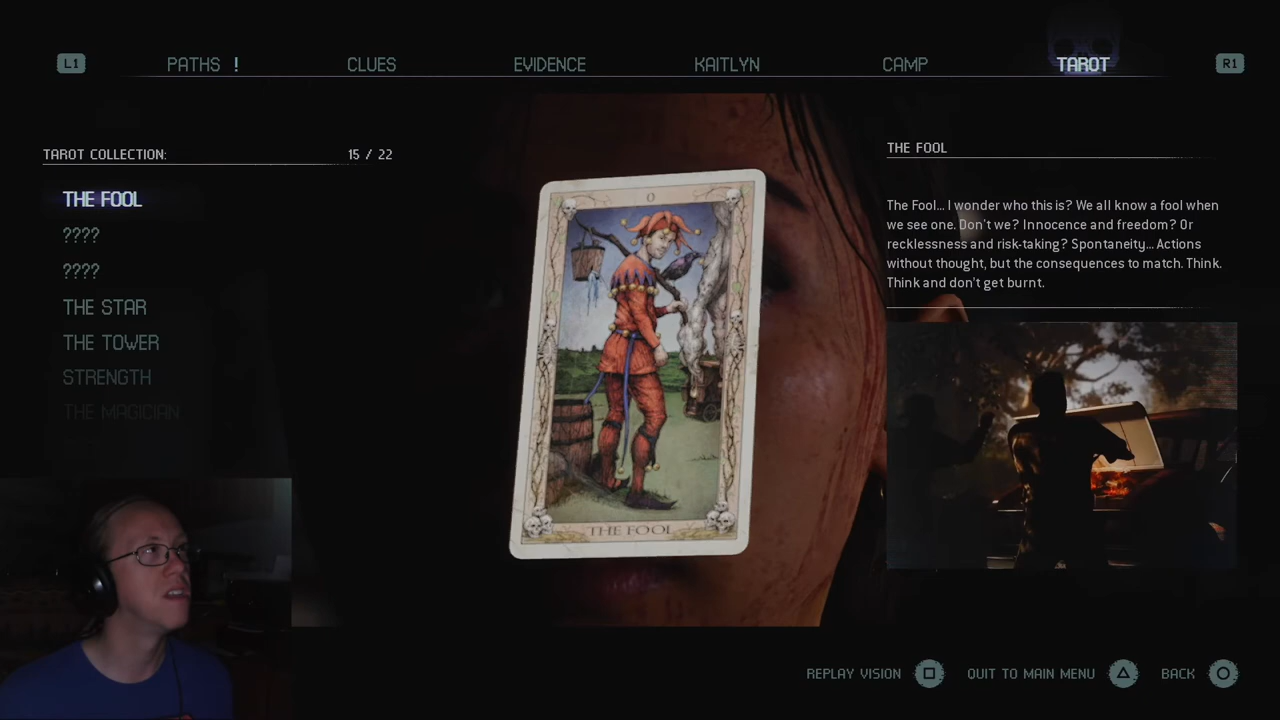 L1 PATHS ! CLUES EVIDENCE KAITLYN CAMP TAROT R1
TAROT COLLECTION: 15 / 22
THE FOOL
????
????
THE STAR
THE TOWER
STRENGTH
THE MAGICIAN
0
THE FOOL
THE FOOL
The Fool... I wonder who this is? We all know a fool when
we see one. Don't we? Innocence and freedom? Or
recklessness and risk-taking? Spontaneity... Actions
without thought, but the consequences to match. Think.
Think and don't get burnt.
REPLAY VISION QUIT TO MAIN MENU BACK